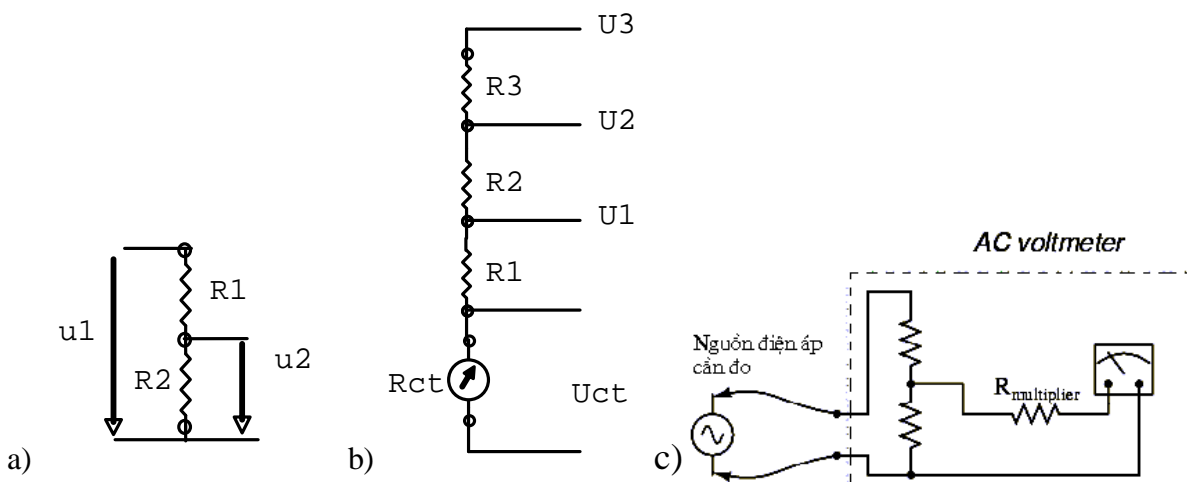 u1
R1
R2
u2
a)
U3
R3
U2
R2
U1
R1
Rct
Uct
b)
AC voltmeter
Nguồn điện áp
cần đo
Rmultiplier
c)